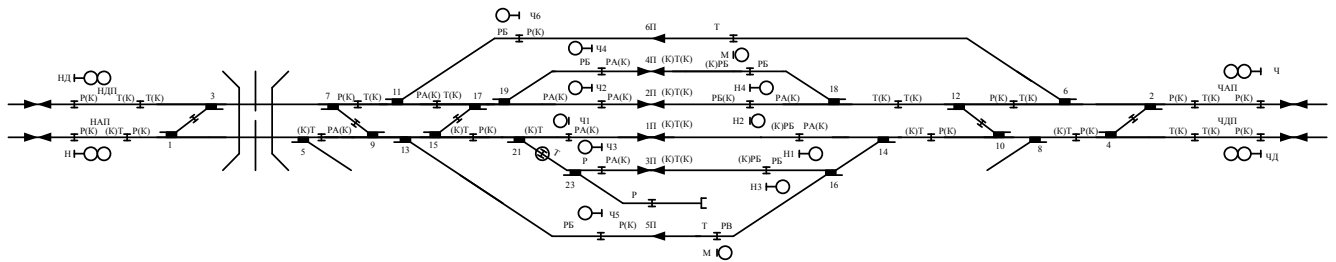 Ч6
РБ Р(К) 6П Т
Ч4 М
РБ РА(К) 4П (К)Т(К) (К)РБ РБ
НД Ч2 Н4 Ч
НДП
Р(К) Т(К) Т(К) 3 7 Р(К) Т(К) 11 РА(К) Т(К) 17 19 РА(К) РА(К) 2П (К)Т(К) РБ(К) А(К) 18 Т(К) Т(К) 12 Р(К) Т(К) 6 2 Р(К) ЧАП Р(К)
НАП Ч1 Н2 ЧДП
Р(К) (К)Т Р(К) (К)Т РА(К) (К)Т Р(К) (К)Т РА(К) 1П (К)Т(К) (К)РБ РА(К) (К)Т Р(К) (К)Т Р(К) Т(К) Т(К) Р(К)
Н 1 5 9 13 15 21 Т Ч3 Н1 14 10 8 4 ЧД
Р РА(К) 3П (К)Т(К) (К)РБ РБ
23 Н3 16
Р
Ч5
РБ Р(К) 5П Т РВ
М